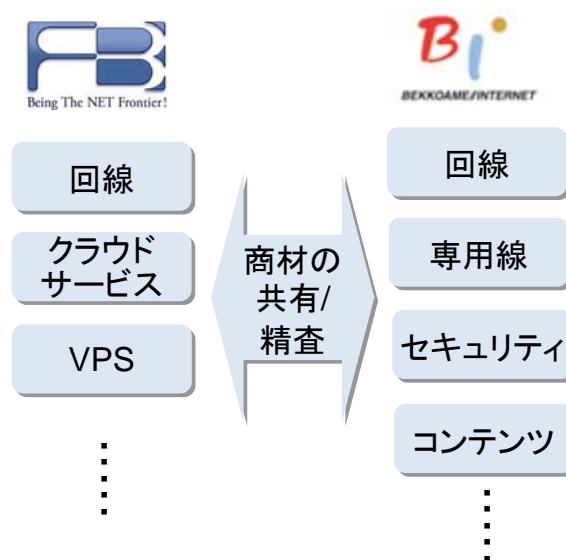 FB
Being The NET Frontier!
回線
クラウド
サービス
VPS
商材の
共有/
精査
Bi
BEKKOAME/INTERNET
回線
専用線
セキュリティ
コンテンツ